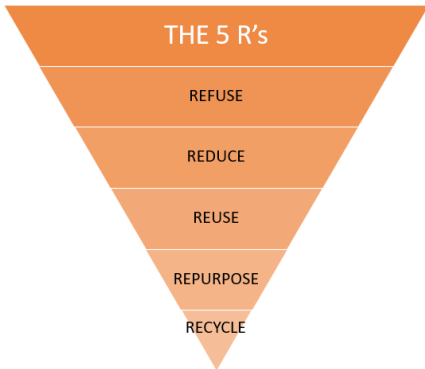 THE 5 R’s
REFUSE
REDUCE
REUSE
REPURPOSE
RECYCLE